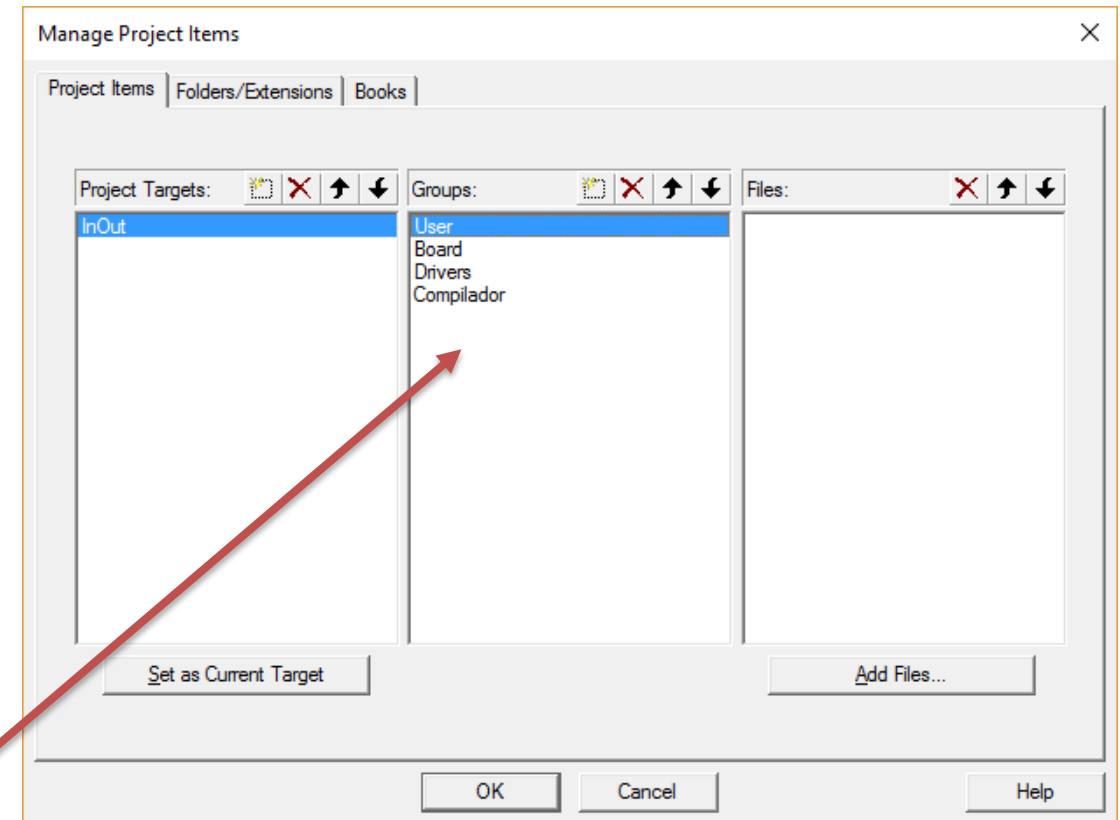 Manage Project Items
Project Items Folders/Extensions Books
Project Targets: Groups: Files:
InOut User
Board
Drivers
Compilador
Set as Current Target Add Files...
OK Cancel Help